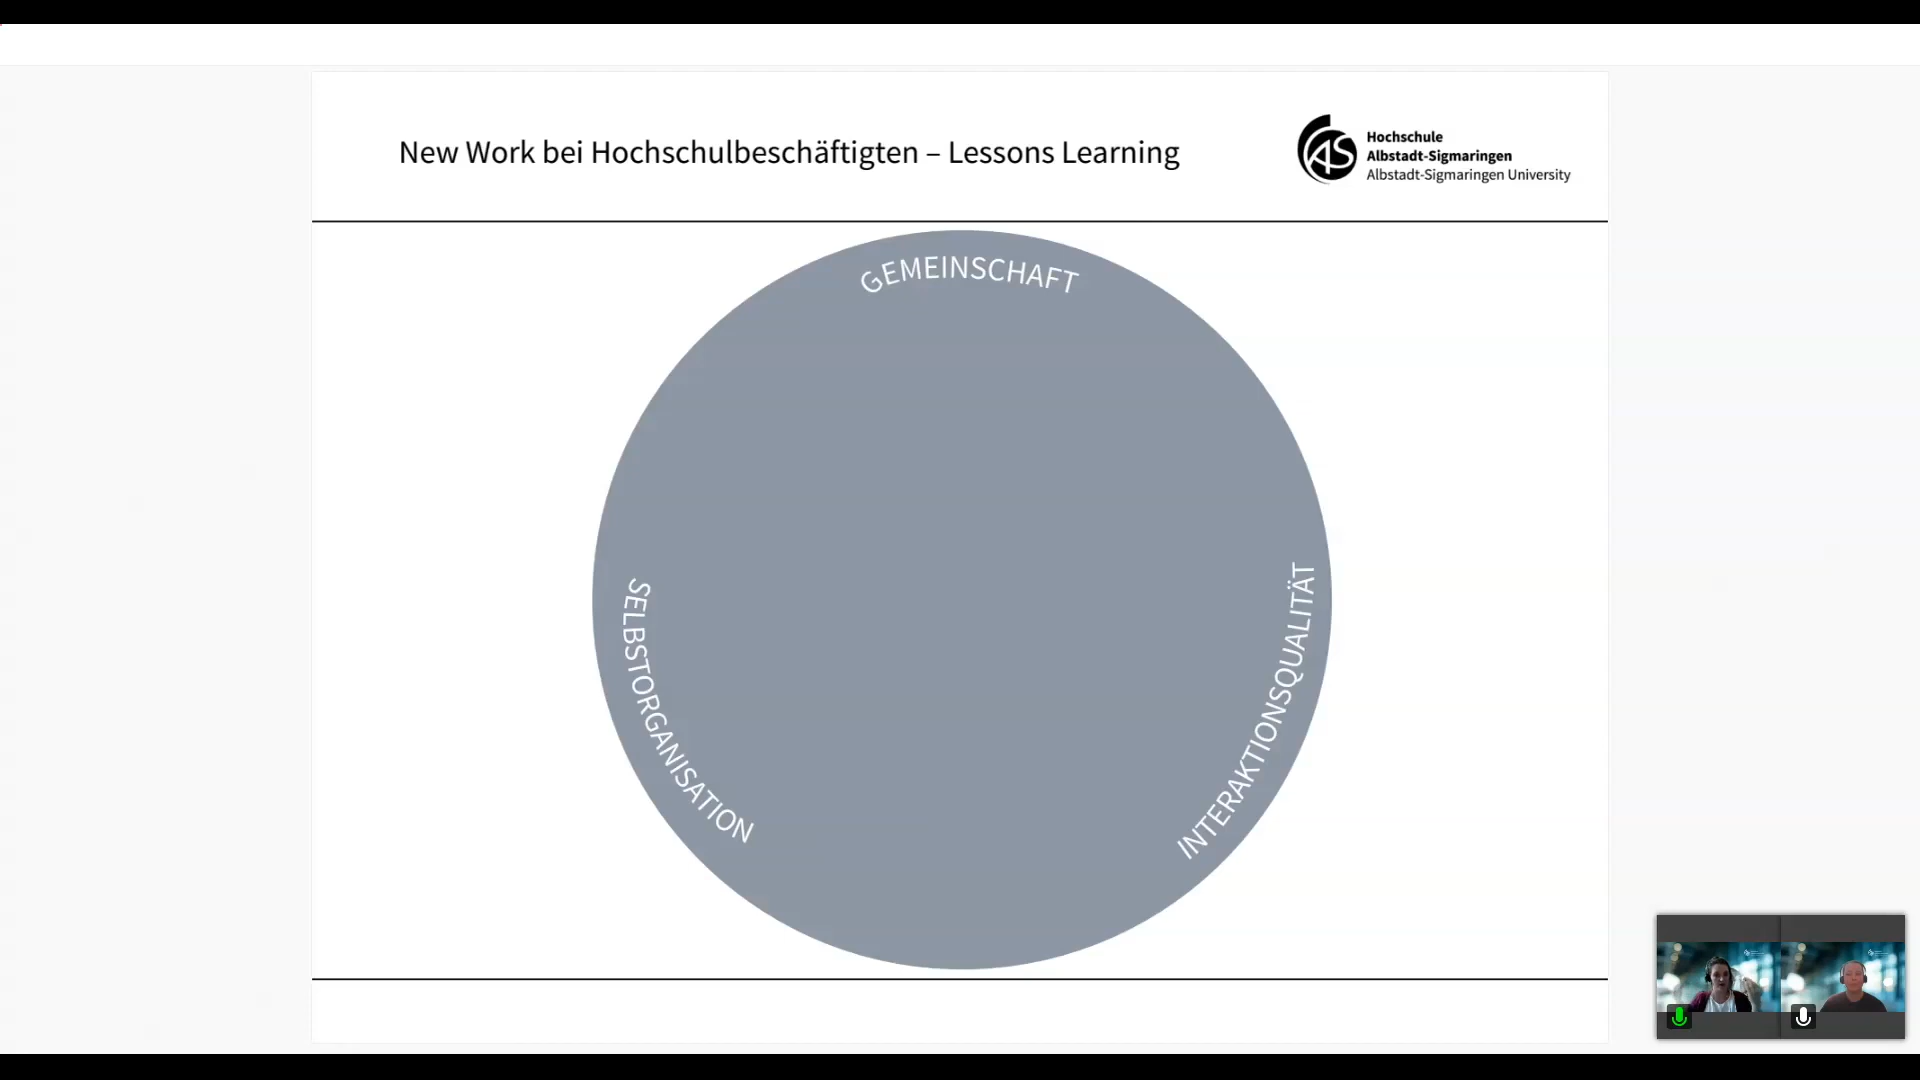 New Work bei Hochschulbeschäftigten – Lessons Learning
Hochschule
Albstadt-Sigmaringen
Albstadt-Sigmaringen University
GEMEINSCHAFT
SELBSTORGANISATION
INTERAKTIONSQUALITÄT